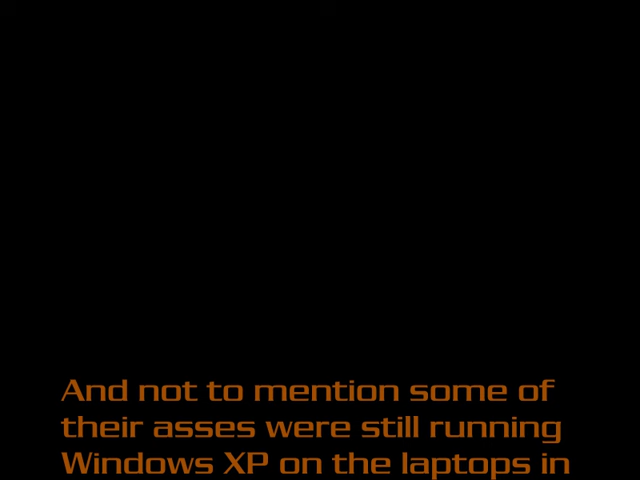 And not to mention some of
their asses were still running
Windows XP on the laptops in